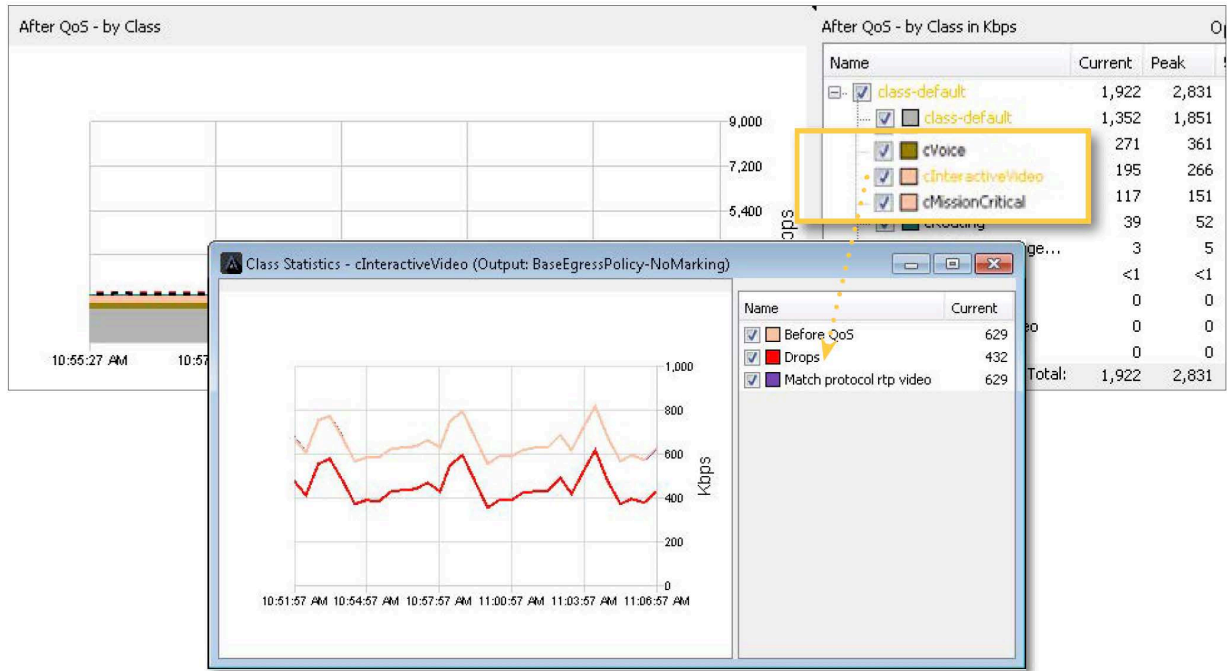 After QoS - by Class
9,000
7,200
5,400
10:55:27 AM
10:57
After QoS - by Class in Kbps
Name Current Peak
class-default 1,922 2,831
class-default 1,352 1,851
cVoice 271 361
cInteractiveVideo 195 266
cMissionCritical 117 151
cRouting 39 52
ge... 3 5
<1 <1
0 0
eo 0 0
0 0
Total: 1,922 2,831
Class Statistics - cInteractiveVideo (Output: BaseEgressPolicy-NoMarking)
1,000
800
600
400
200
0
Kbps
10:51:57 AM 10:54:57 AM 10:57:57 AM 11:00:57 AM 11:03:57 AM 11:06:57 AM
Name Current
Before QoS 629
Drops 432
Match protocol rtp video 629